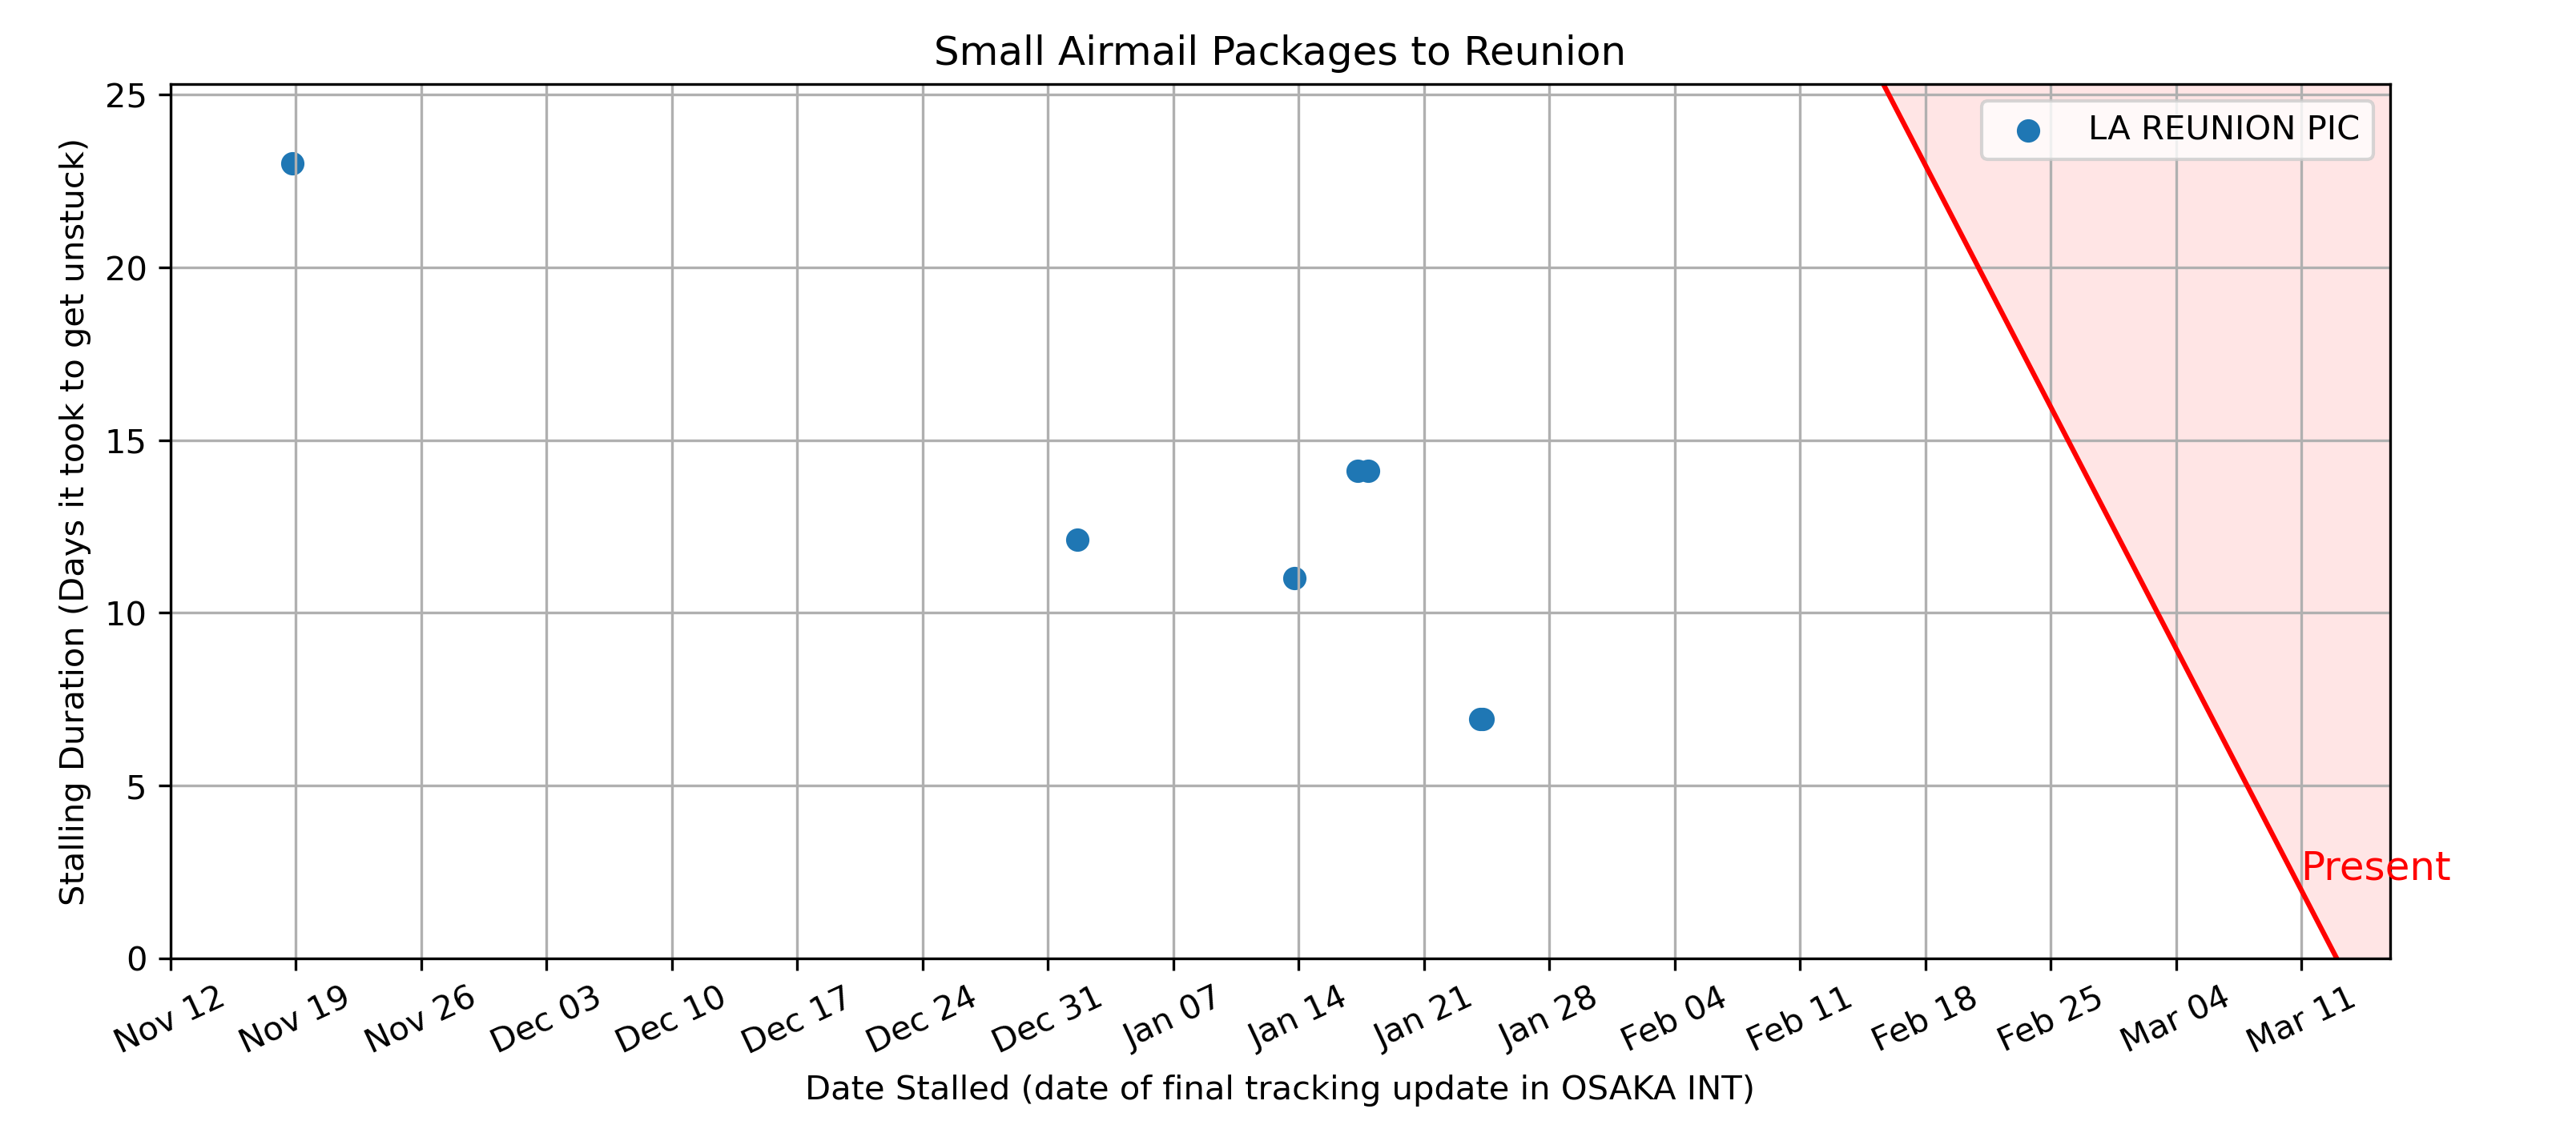 Small Airmail Packages to Reunion
LA REUNION PIC
Stalling Duration (Days it took to get unstuck)
25
20
15
10
5
0
Present
Nov 12
Nov 19
Nov 26
Dec 03
Dec 10
Dec 17
Dec 24
Dec 31
Jan 07
Jan 14
Jan 21
Jan 28
Feb 04
Feb 11
Feb 18
Feb 25
Mar 04
Mar 11
Date Stalled (date of final tracking update in OSAKA INT)